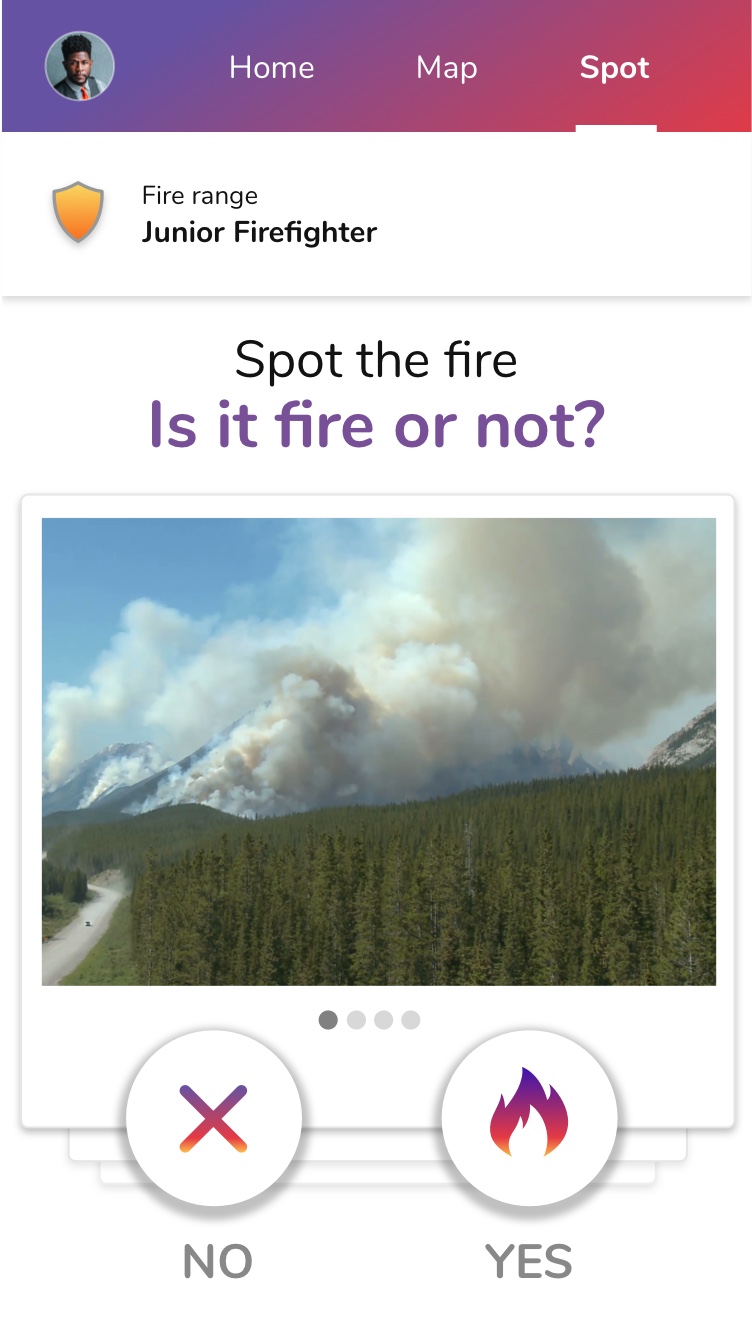 Home Map Spot
Fire range
Junior Firefighter
Spot the fire
Is it fire or not?
NO YES